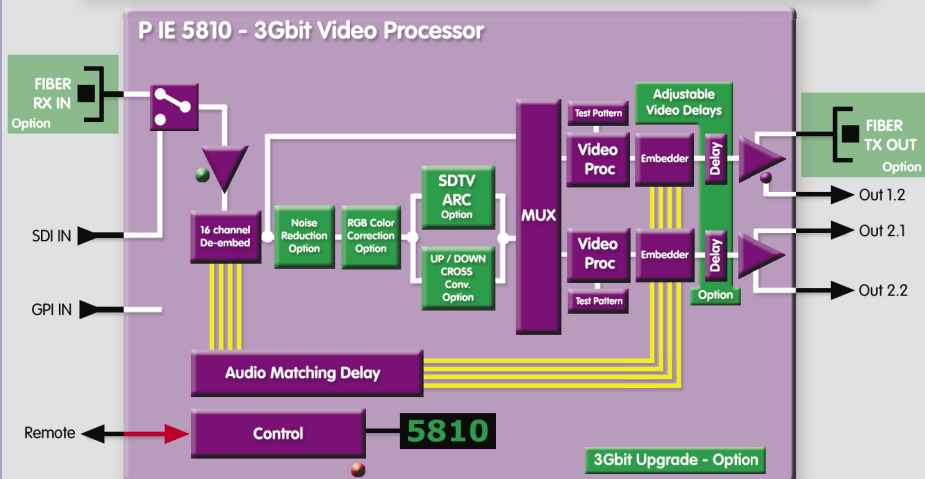 P IE 5810 - 3Gbit Video Processor
FIBER
RX IN
Option
Adjustable
Video Delays
Test Pattern
Video
Proc
Embedder
Delay
FIBER
TX OUT
Option
Out 1.2
SDTV
ARC
Option
MUX
SDI IN
16 channel
De-embed
Noise
Reduction
Option
RGB Color
Correction
Option
UP / DOWN
CROSS
Conv.
Option
Video
Proc
Embedder
Delay
Out 2.1
Test Pattern
Option
Out 2.2
GPI IN
Audio Matching Delay
Remote
Control
5810
3Gbit Upgrade - Option